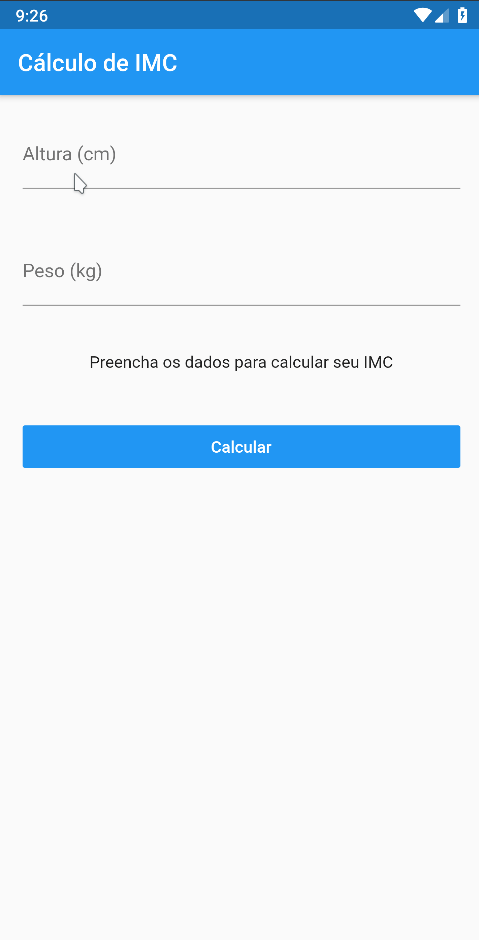 9:26
Cálculo de IMC
Altura (cm)
Peso (kg)
Preencha os dados para calcular seu IMC
Calcular